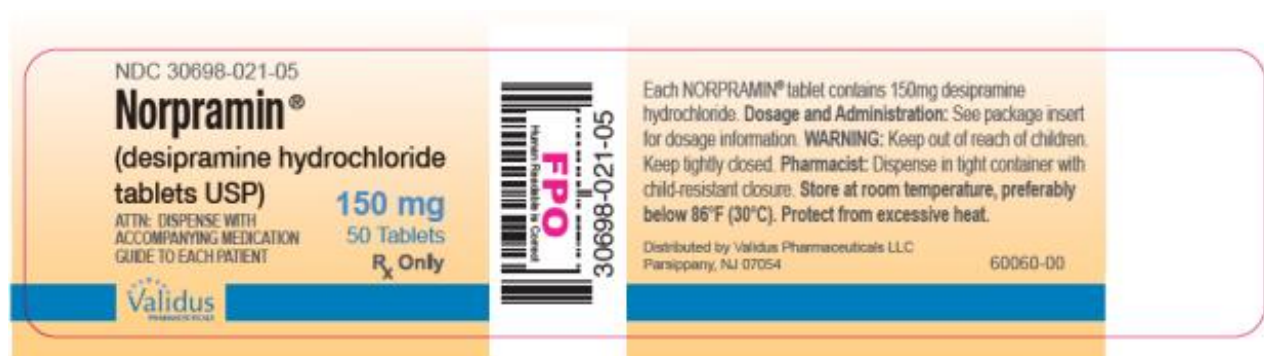 NDC 30698-021-05
Norpramin®
(desipramine hydrochloride
tablets USP)
150 mg
ATTN: DISPENSE WITH
ACCOMPANYING MEDICATION
GUIDE TO EACH PATIENT
50 Tablets
Rx Only
Validus
PHARMACEUTICALS
FPO
Human Readable is Correct
30698-021-05
Each NORPRAMIN® tablet contains 150mg desipramine
hydrochloride. Dosage and Administration: See package insert
for dosage information. WARNING: Keep out of reach of children.
Keep tightly closed. Pharmacist: Dispense in tight container with
child-resistant closure. Store at room temperature, preferably
below 86°F (30°C). Protect from excessive heat.
Distributed by Validus Pharmaceuticals LLC
Parsippany, NJ 07054
60060-00